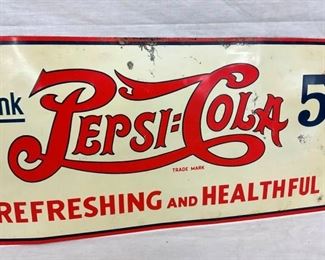 nk PEPSI=COLA 5
TRADE MARK
REFRESHING AND HEALTHFUL